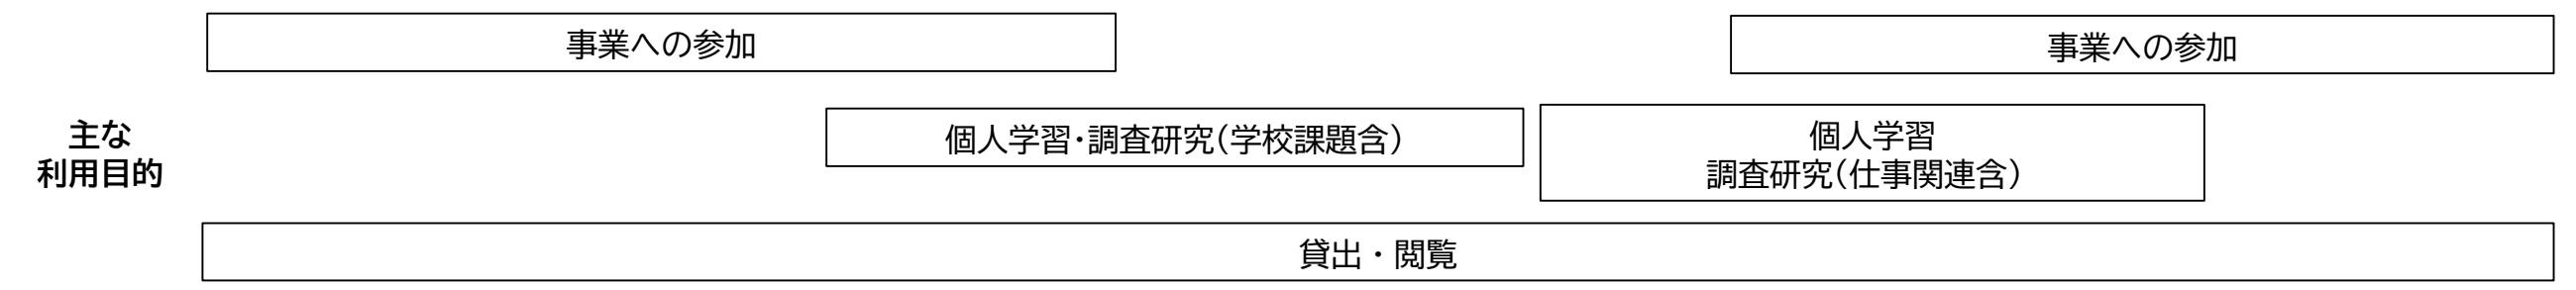 主な
利用目的
事業への参加
事業への参加
個人学習・調査研究(学校課題含)
個人学習
調査研究(仕事関連含)
貸出・閲覧